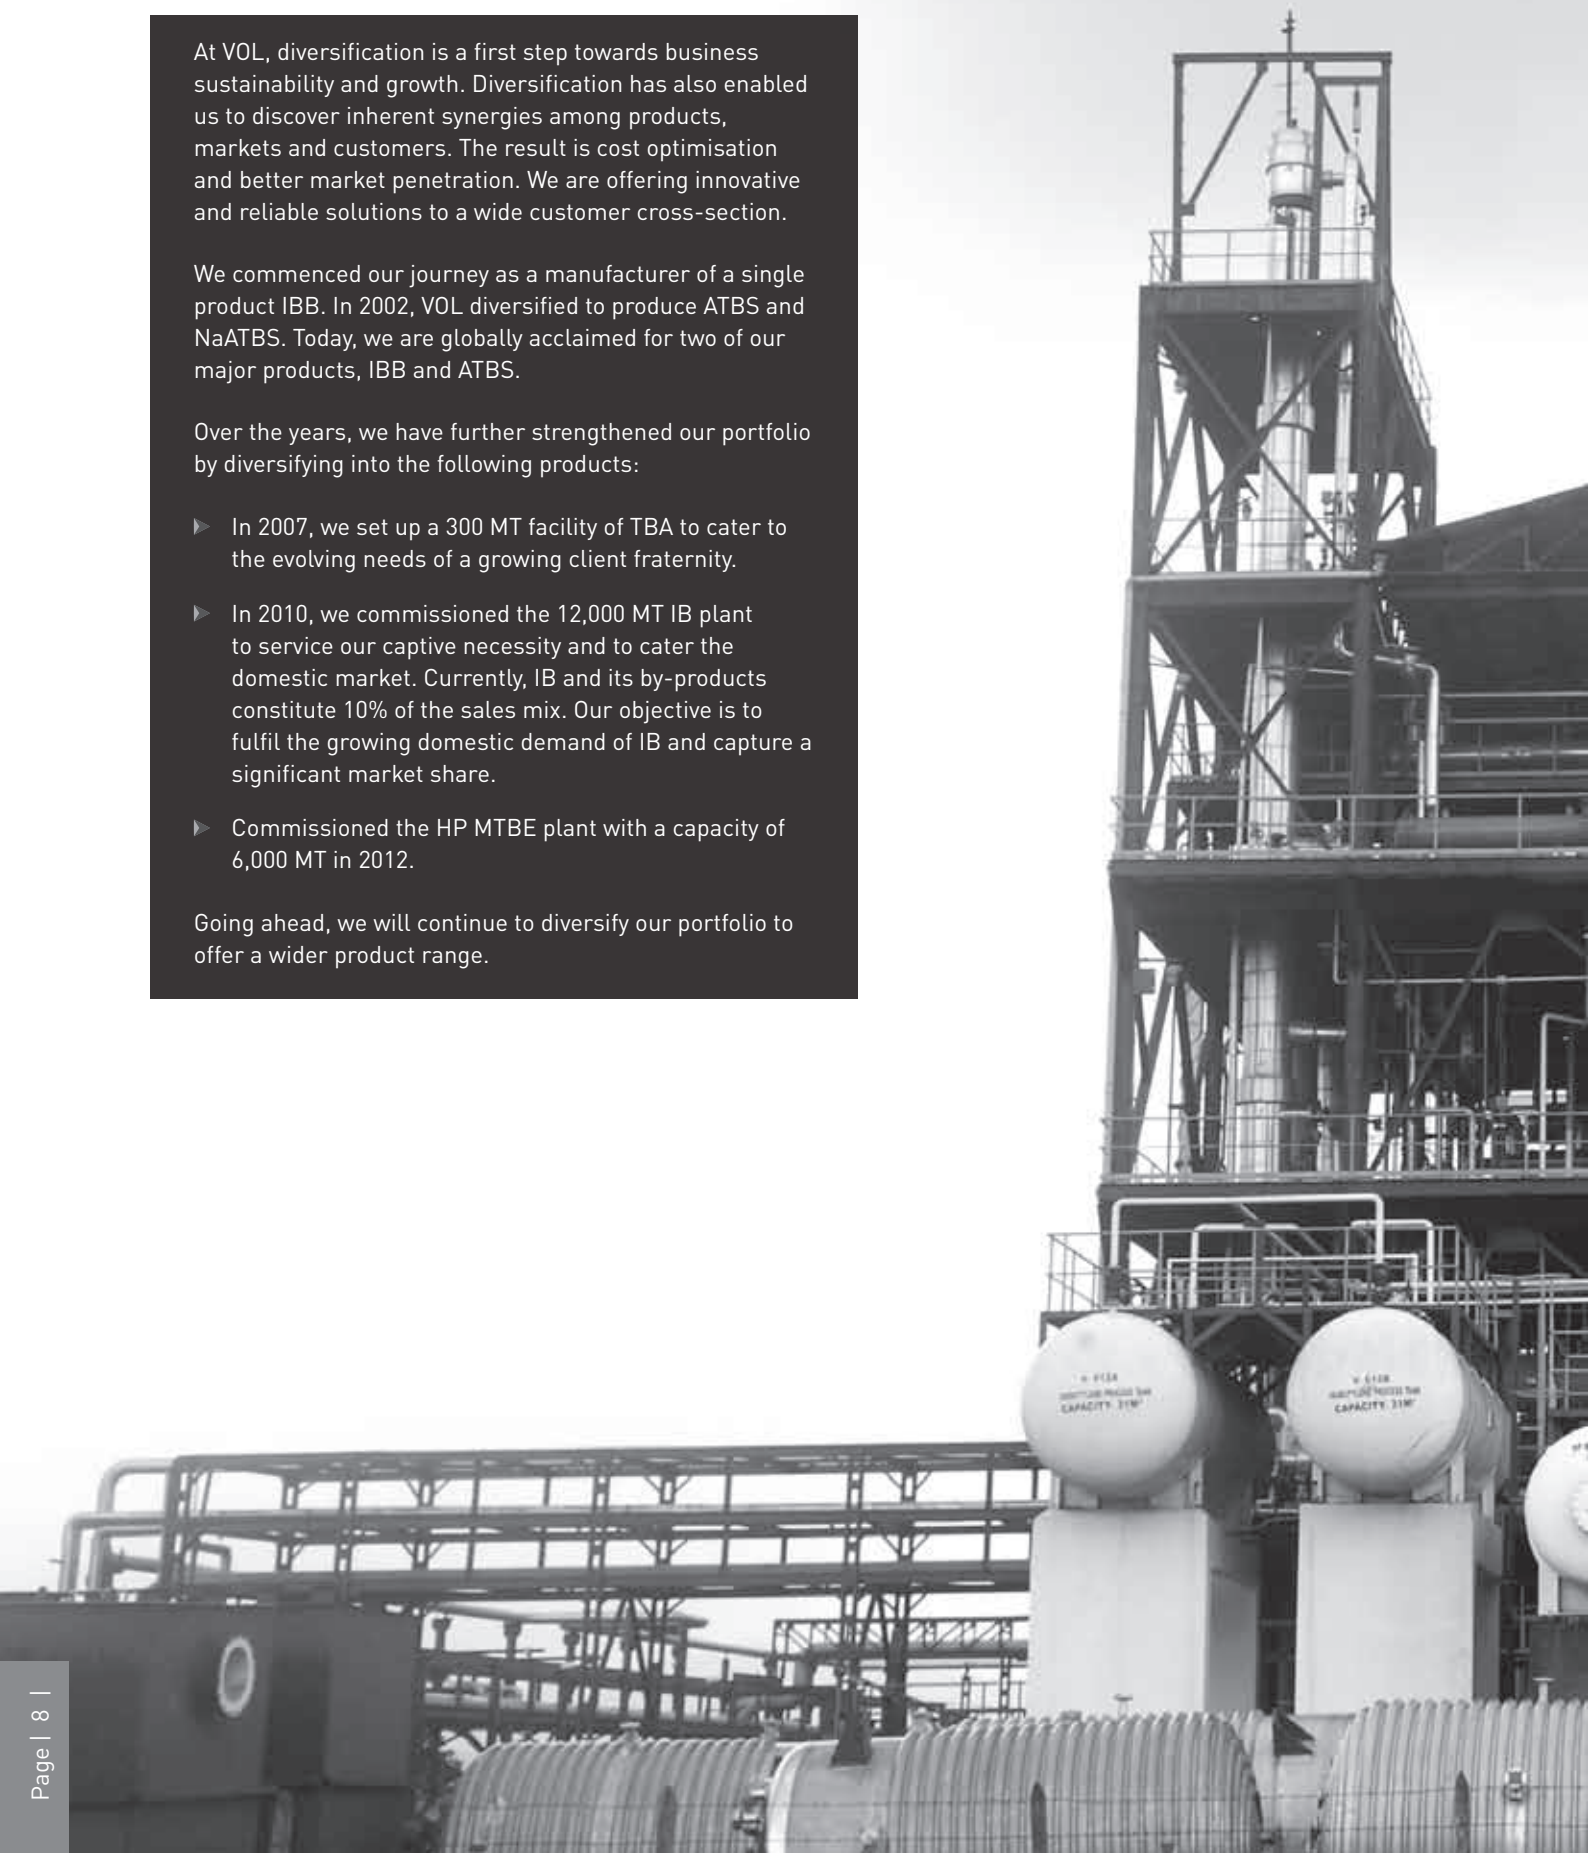 At VOL, diversification is a first step towards business
sustainability and growth. Diversification has also enabled
us to discover inherent synergies among products,
markets and customers. The result is cost optimisation
and better market penetration. We are offering innovative
and reliable solutions to a wide customer cross-section.
We commenced our journey as a manufacturer of a single
product IBB. In 2002, VOL diversified to produce ATBS and
NaATBS. Today, we are globally acclaimed for two of our
major products, IBB and ATBS.
Over the years, we have further strengthened our portfolio
by diversifying into the following products:
In 2007, we set up a 300 MT facility of TBA to cater to
the evolving needs of a growing client fraternity.
In 2010, we commissioned the 12,000 MT IB plant
to service our captive necessity and to cater the
domestic market. Currently, IB and its by-products
constitute 10% of the sales mix. Our objective is to
fulfil the growing domestic demand of IB and capture a
significant market share.
Commissioned the HP MTBE plant with a capacity of
6,000 MT in 2012.
Going ahead, we will continue to diversify our portfolio to
offer a wider product range.
CAPACITY
CAPACITY
Page | 8 |